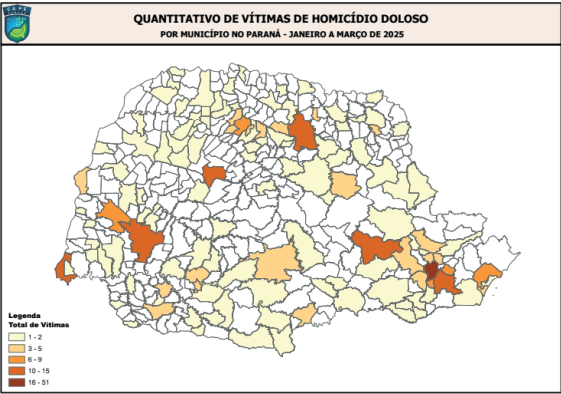 QUANTITATIVO DE VÍTIMAS DE HOMICÍDIO DOLOSO
POR MUNICÍPIO NO PARANÁ - JANEIRO A MARÇO DE 2025
Legenda
Total de Vítimas
1 - 2
3 - 5
6 - 9
10 - 15
16 - 51